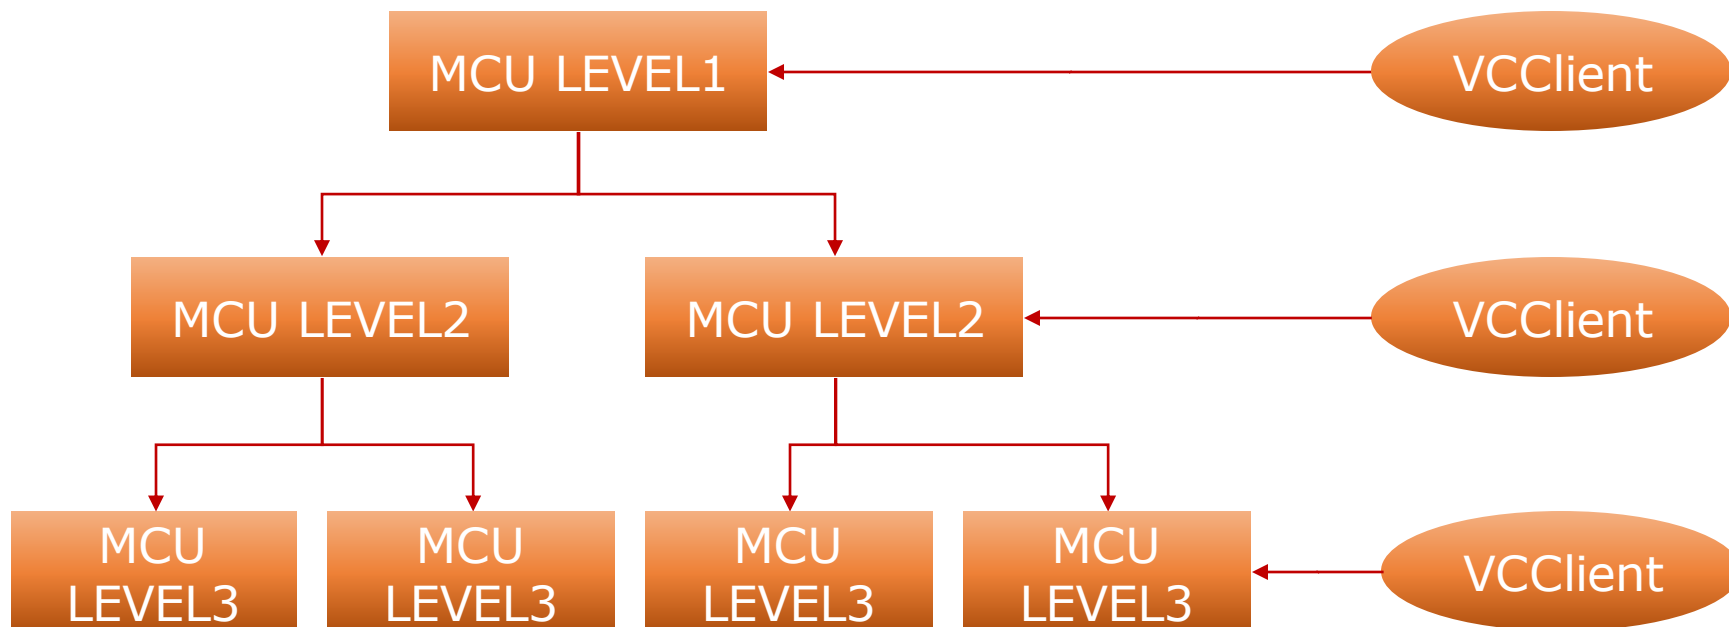 MCU LEVEL1
VCClient
MCU LEVEL2
MCU LEVEL2
VCClient
MCU
LEVEL3
MCU
LEVEL3
MCU
LEVEL3
MCU
LEVEL3
VCClient